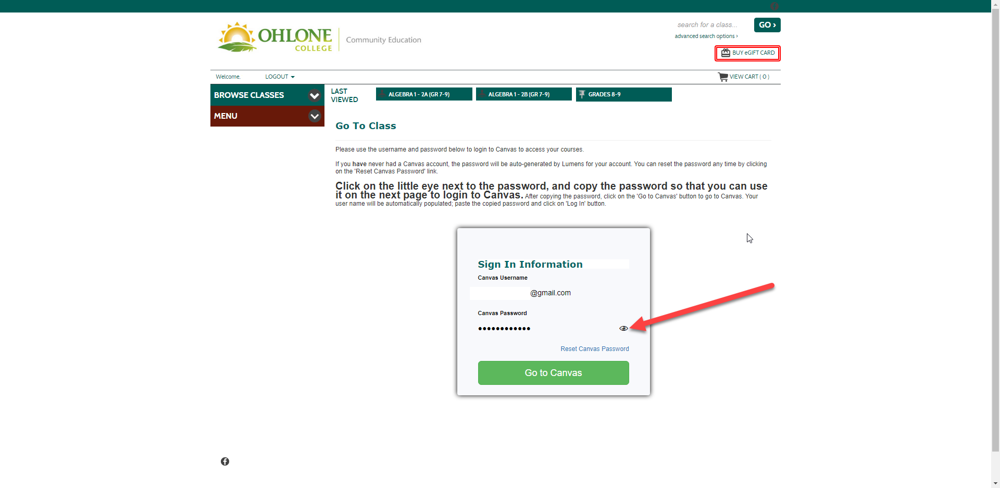 OHLONE
COLLEGE
Community Education
search for a class...
GO ›
advanced search options ›
BUY eGIFT CARD
Welcome.
LOGOUT
VIEW CART ( 0 )
BROWSE CLASSES
LAST
VIEWED
ALGEBRA 1 - 2A (GR 7-9)
ALGEBRA 1 - 2B (GR 7-9)
GRADES 8-9
MENU
Go To Class
Please use the username and password below to login to Canvas to access your courses.
If you have never had a Canvas account, the password will be auto-generated by Lumens for your account. You can reset the password any time by clicking
on the 'Reset Canvas Password' link.
Click on the little eye next to the password, and copy the password so that you can use
it on the next page to login to Canvas. After copying the password, click on the 'Go to Canvas' button to go to Canvas. Your
user name will be automatically populated; paste the copied password and click on 'Log In' button.
Sign In Information
Canvas Username
@gmail.com
Canvas Password
••••••••••••
Reset Canvas Password
Go to Canvas